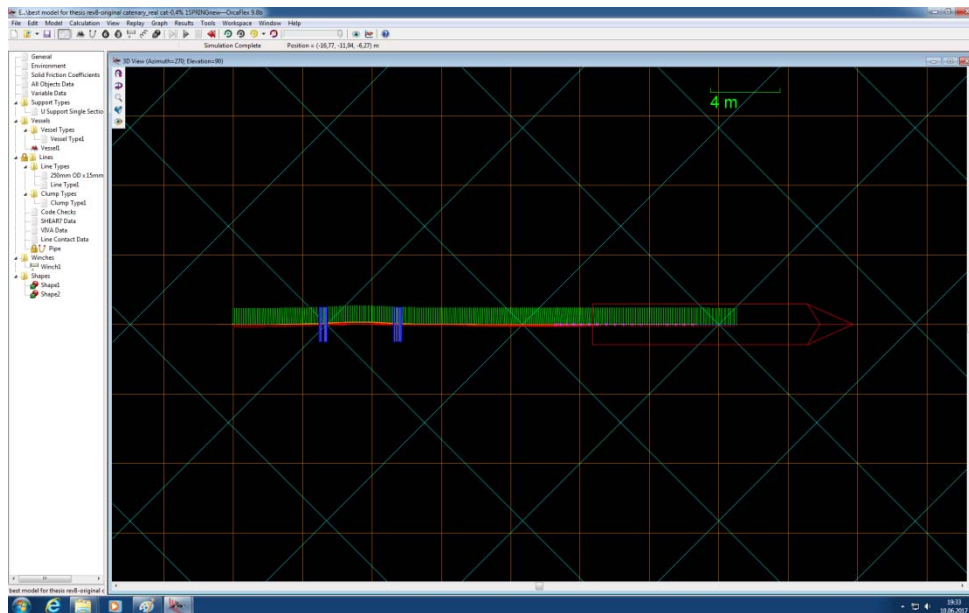 E:\..\best model for thesis rev8-original catenary_real cat-0,4% 1SPRINGnew---OrcaFlex 9.8b
File Edit Model Calculation View Replay Graph Results Tools Workspace Window Help
Simulation Complete Position = (-16,77, -11,94, -6,27) m
General
Environment
Solid Friction Coefficients
All Objects Data
Variable Data
Support Types
U Support Single Sectio
Vessels
Vessel Types
Vessel Type1
Vessel1
Lines
Line Types
250mm OD x 15mm
Line Type1
Clump Types
Clump Type1
Code Checks
SHEAR7 Data
VIVA Data
Line Contact Data
Pipe
Winches
Winch1
Shapes
Shape1
Shape2
best model for thesis rev8-original c
3D View (Azimuth=270; Elevation=90)
4 m
19:33